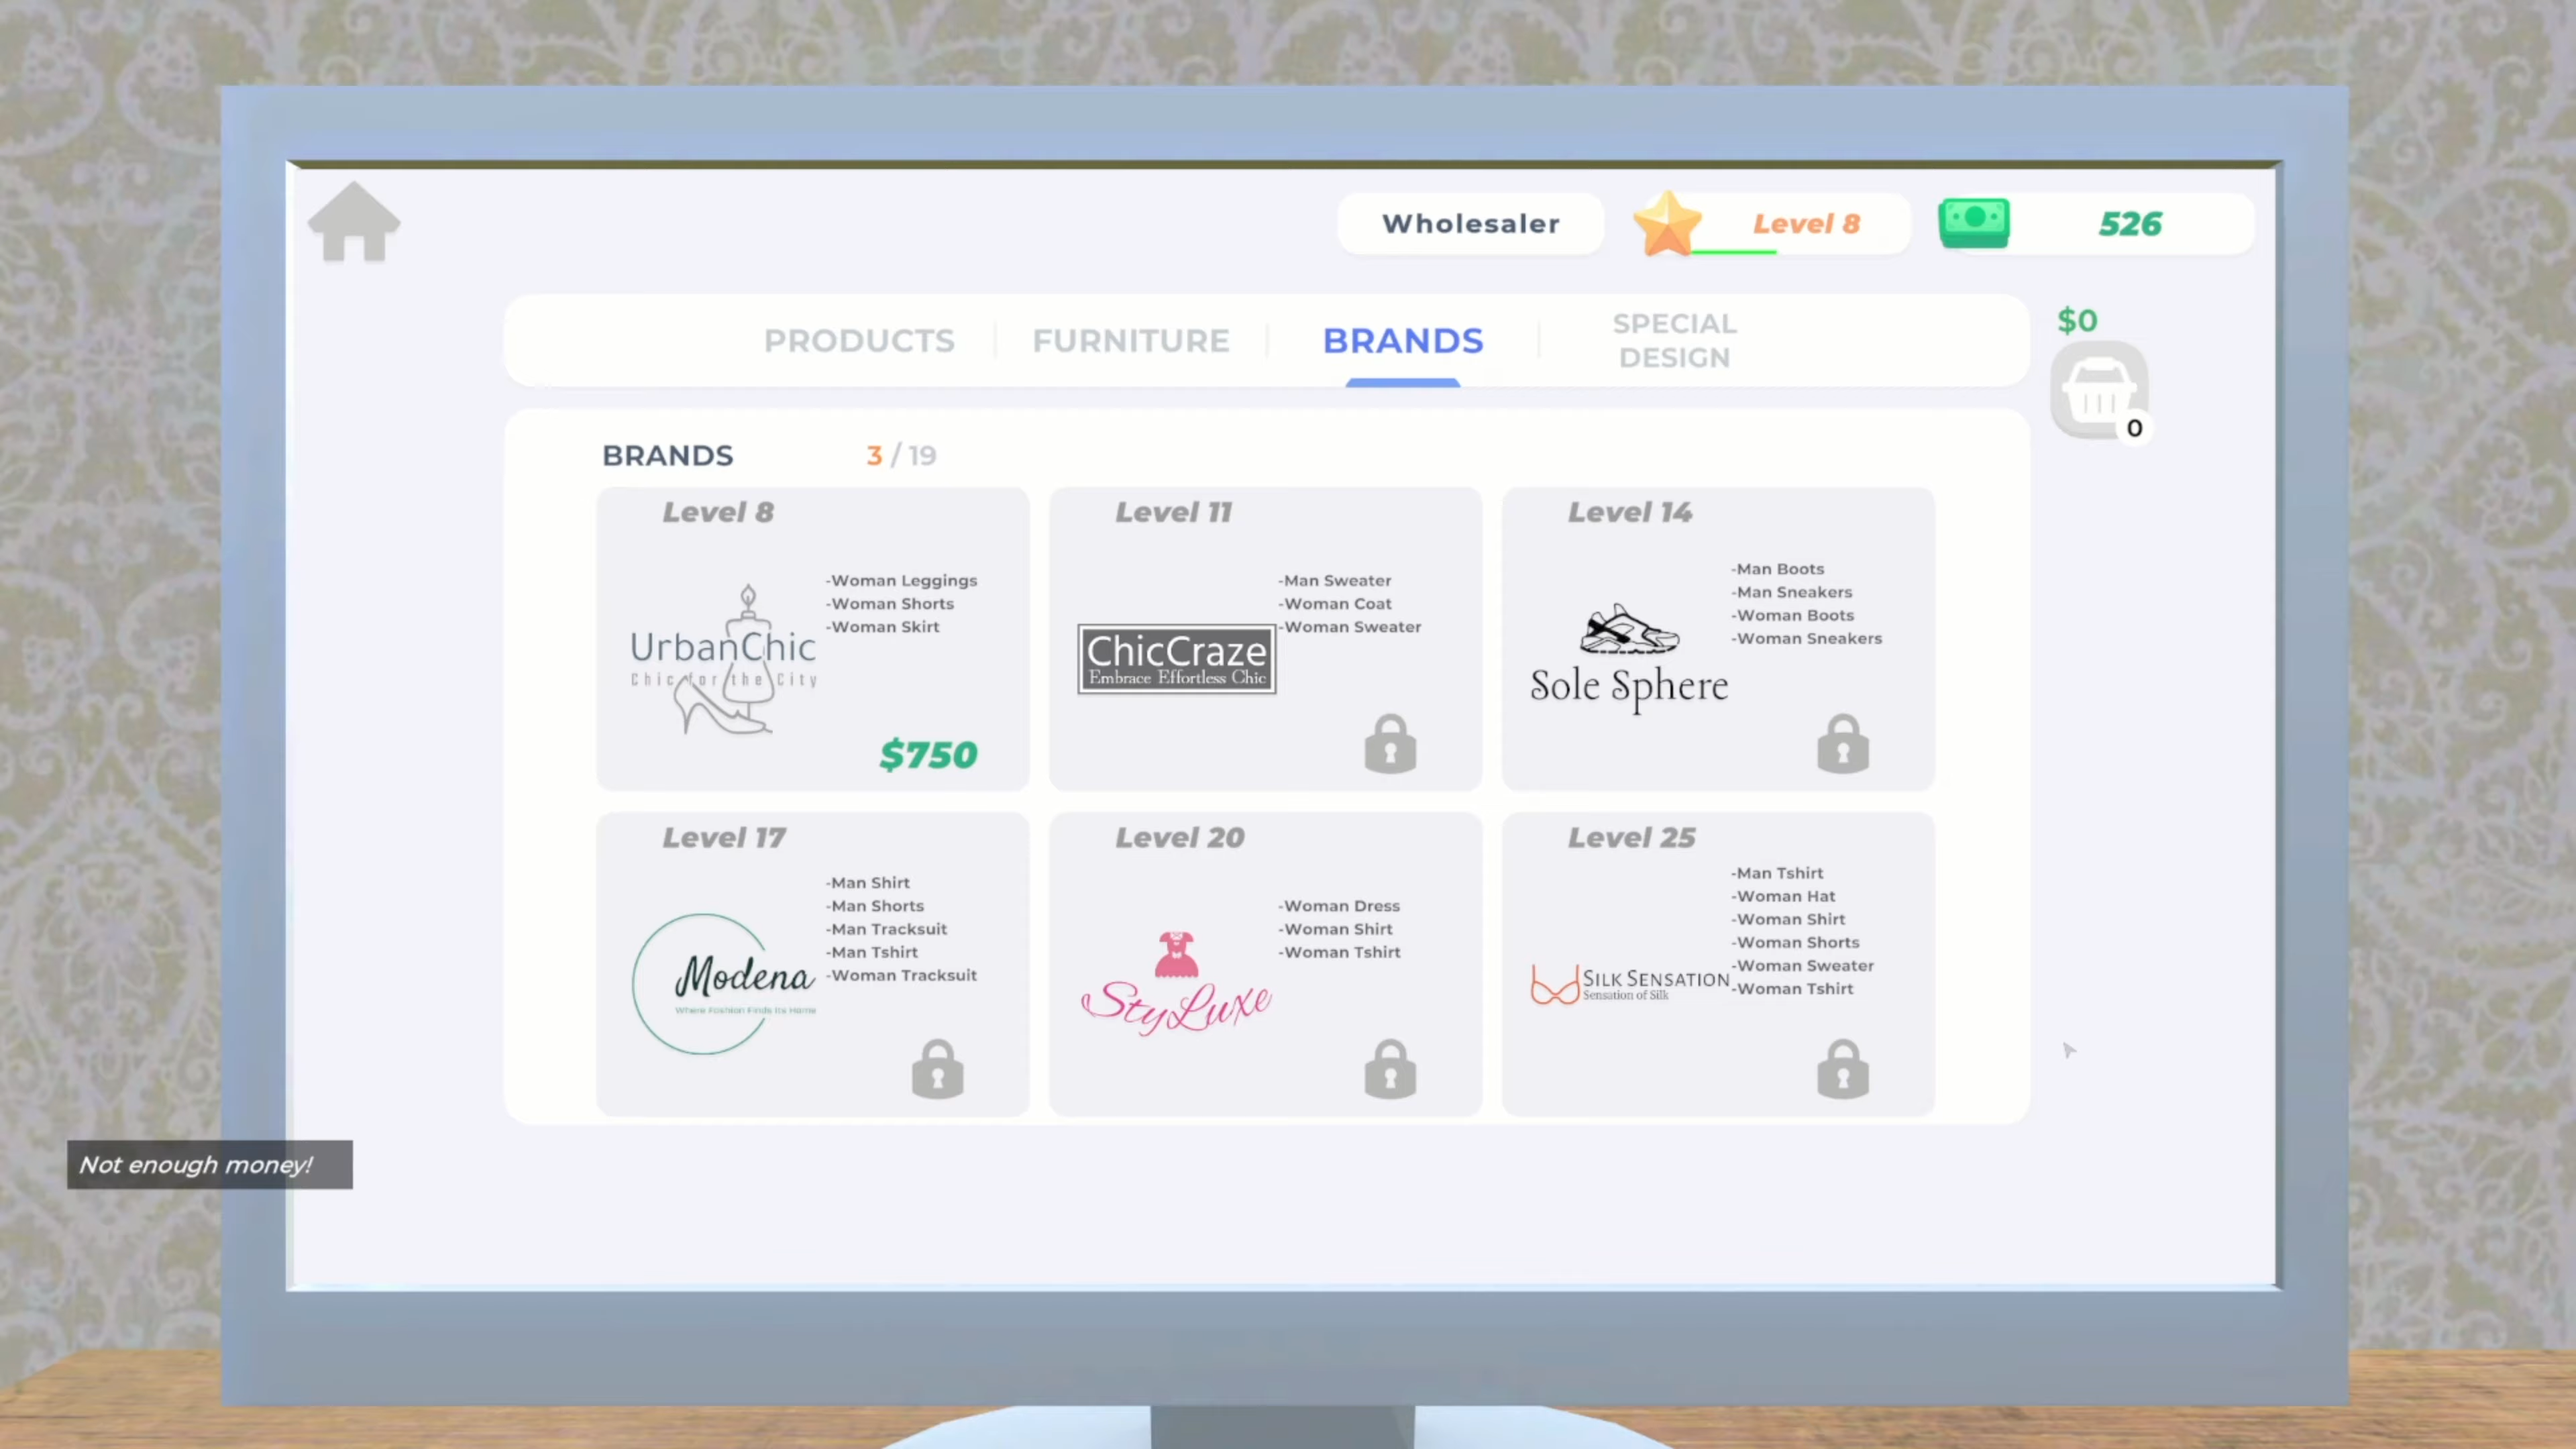 Wholesaler
Level 8
526
PRODUCTS
FURNITURE
BRANDS
SPECIAL
DESIGN
$0
0
BRANDS 3 / 19
Level 8
-Woman Leggings
-Woman Shorts
-Woman Skirt
UrbanChic
Chic for the City
$750
Level 11
-Man Sweater
-Woman Coat
-Woman Sweater
ChicCraze
Embrace Effortless Chic
Level 14
-Man Boots
-Man Sneakers
-Woman Boots
-Woman Sneakers
Sole Sphere
Level 17
-Man Shirt
-Man Shorts
-Man Tracksuit
-Man Tshirt
-Woman Tracksuit
Modena
Where Fashion Finds Its Home
Level 20
-Woman Dress
-Woman Shirt
-Woman Tshirt
StyLuxe
Level 25
-Man Tshirt
-Woman Hat
-Woman Shirt
-Woman Shorts
-Woman Sweater
-Woman Tshirt
SILK SENSATION
Sensation of Silk
Not enough money!